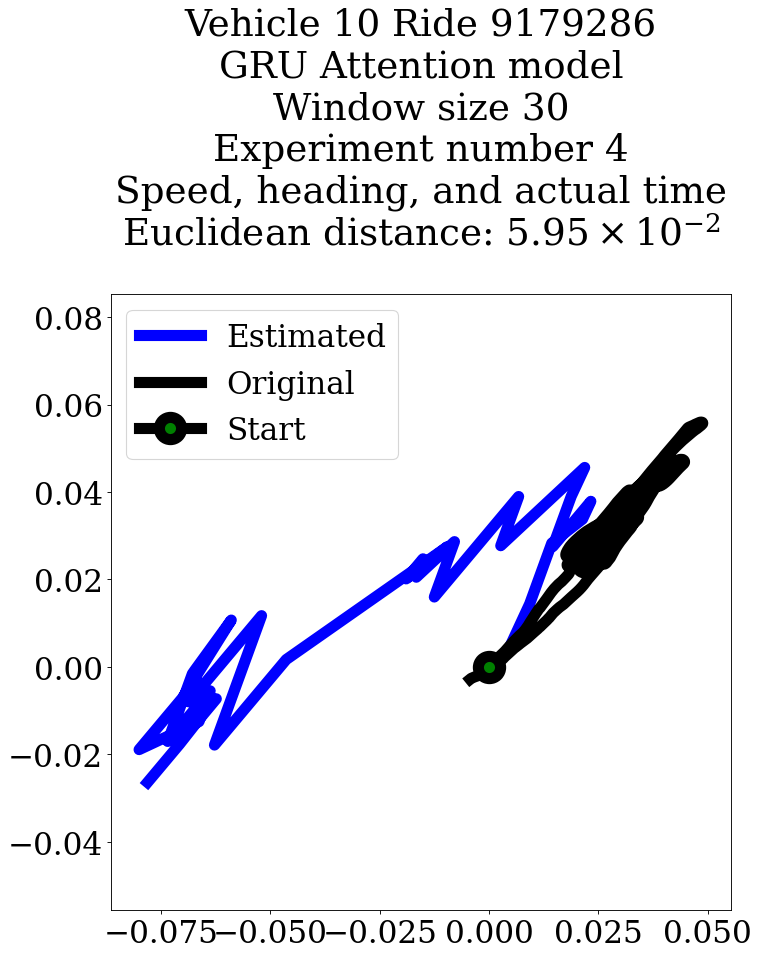 Vehicle 10 Ride 9179286
GRU Attention model
Window size 30
Experiment number 4
Speed, heading, and actual time
Euclidean distance: 5.95 × 10⁻²
Estimated
Original
Start
0.08
0.06
0.04
0.02
0.00
−0.02
−0.04
−0.075 −0.050 −0.025 0.000 0.025 0.050